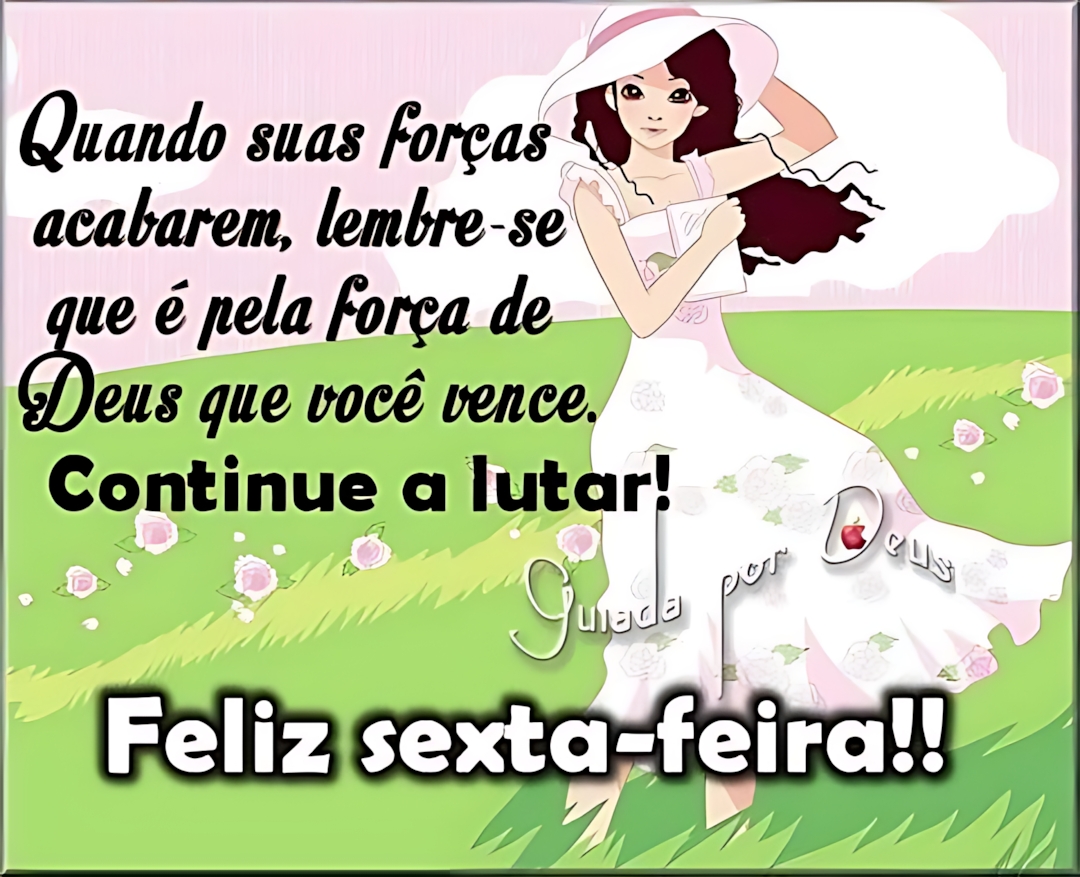 Quando suas forças
acabarem, lembre-se
que é pela força de
Deus que você vence.
Continue a lutar!
Guiada por Deus
Feliz sexta-feira!!